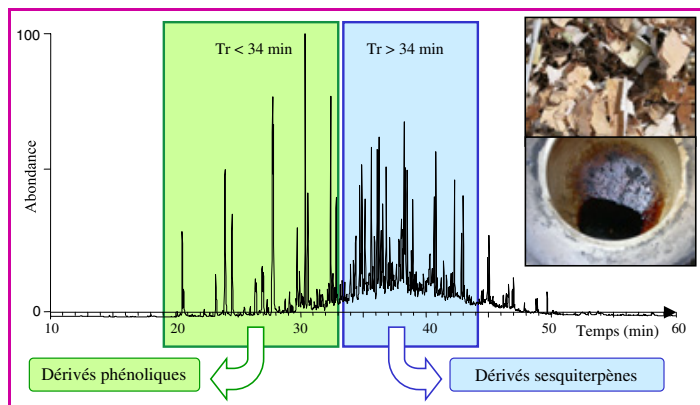 100
Tr < 34 min
Tr > 34 min
Abondance
0
10
20
30
40
50
60
Temps (min)
Dérivés phénoliques
Dérivés sesquiterpènes